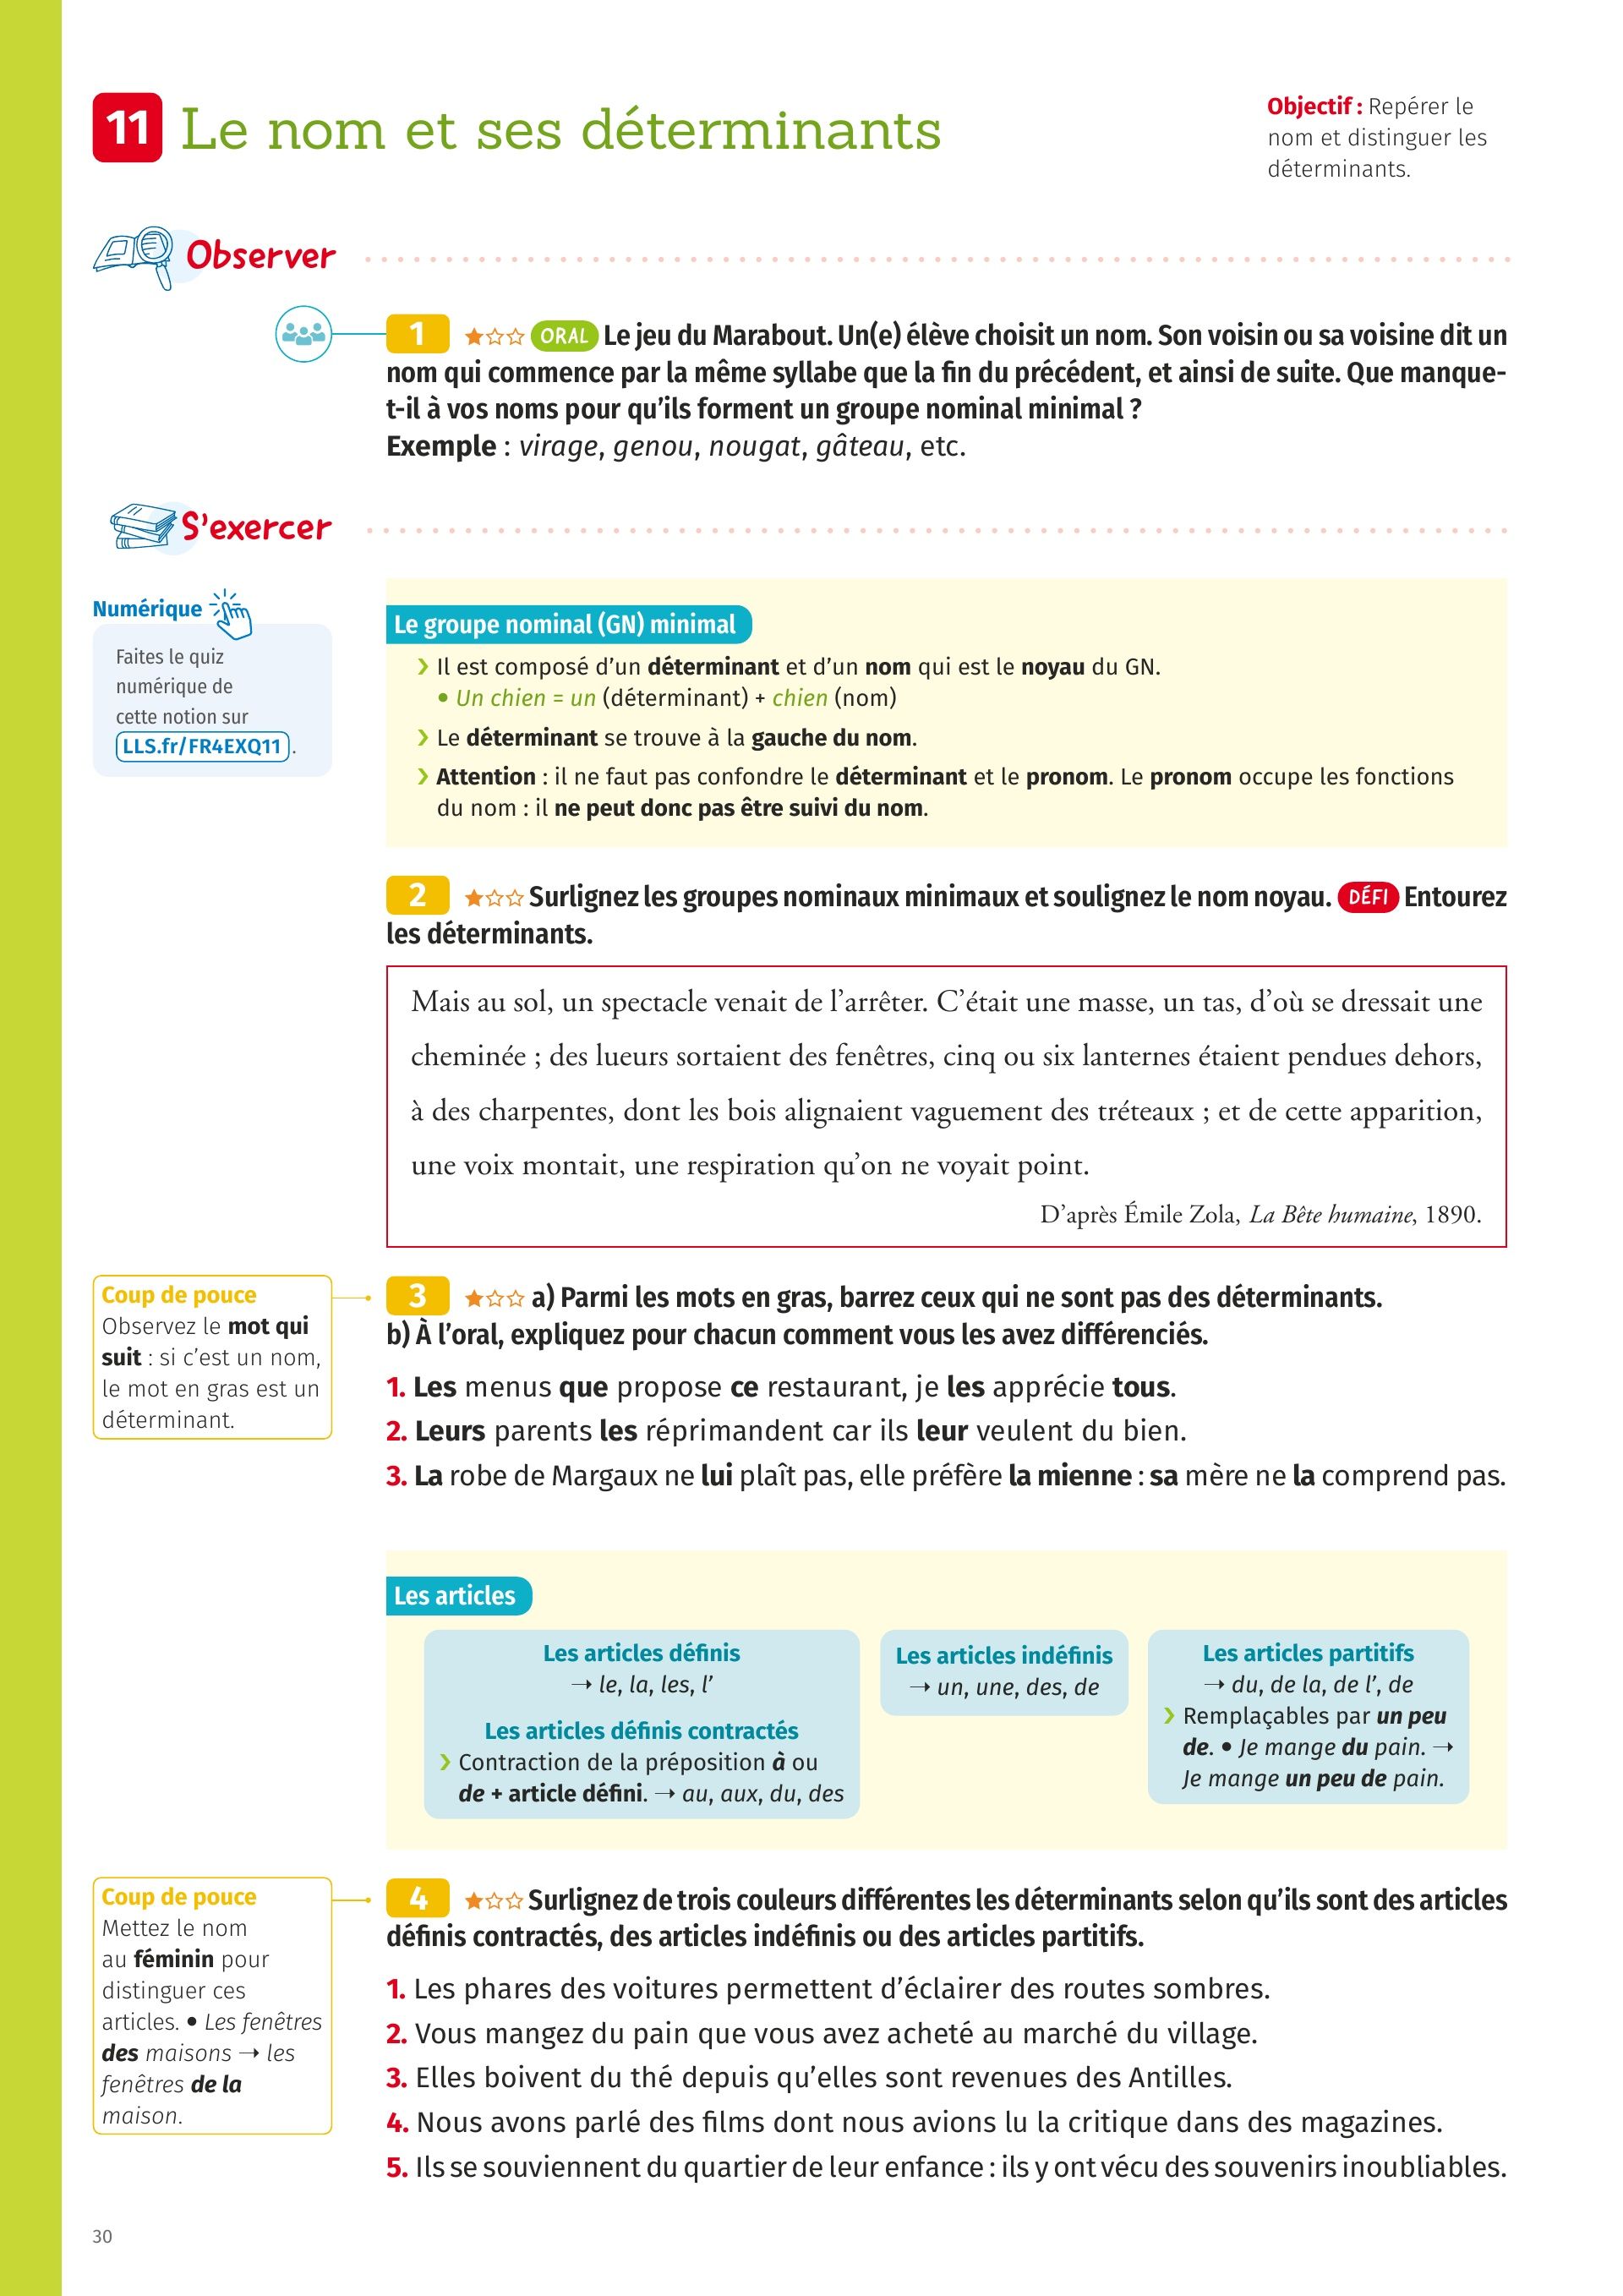 11 Le nom et ses déterminants
Objectif : Repérer le
nom et distinguer les
déterminants.
Observer
1 ★☆☆ ORAL Le jeu du Marabout. Un(e) élève choisit un nom. Son voisin ou sa voisine dit un
nom qui commence par la même syllabe que la fin du précédent, et ainsi de suite. Que manque-
t-il à vos noms pour qu’ils forment un groupe nominal minimal ?
Exemple : virage, genou, nougat, gâteau, etc.
S’exercer
Numérique
Faites le quiz
numérique de
cette notion sur
LLS.fr/FR4EXQ11 .
Le groupe nominal (GN) minimal
› Il est composé d’un déterminant et d’un nom qui est le noyau du GN.
• Un chien = un (déterminant) + chien (nom)
› Le déterminant se trouve à la gauche du nom.
› Attention : il ne faut pas confondre le déterminant et le pronom. Le pronom occupe les fonctions
du nom : il ne peut donc pas être suivi du nom.
2 ★☆☆ Surlignez les groupes nominaux minimaux et soulignez le nom noyau. DÉFI Entourez
les déterminants.
Mais au sol, un spectacle venait de l’arrêter. C’était une masse, un tas, d’où se dressait une
cheminée ; des lueurs sortaient des fenêtres, cinq ou six lanternes étaient pendues dehors,
à des charpentes, dont les bois alignaient vaguement des tréteaux ; et de cette apparition,
une voix montait, une respiration qu’on ne voyait point.
D’après Émile Zola, La Bête humaine, 1890.
Coup de pouce
Observez le mot qui
suit : si c’est un nom,
le mot en gras est un
déterminant.
3 ★☆☆ a) Parmi les mots en gras, barrez ceux qui ne sont pas des déterminants.
b) À l’oral, expliquez pour chacun comment vous les avez différenciés.
1. Les menus que propose ce restaurant, je les apprécie tous.
2. Leurs parents les réprimandent car ils leur veulent du bien.
3. La robe de Margaux ne lui plaît pas, elle préfère la mienne : sa mère ne la comprend pas.
Les articles
Les articles définis
→ le, la, les, l’
Les articles définis contractés
› Contraction de la préposition à ou
de + article défini. → au, aux, du, des
Les articles indéfinis
→ un, une, des, de
Les articles partitifs
→ du, de la, de l’, de
› Remplaçables par un peu
de. • Je mange du pain. →
Je mange un peu de pain.
Coup de pouce
Mettez le nom
au féminin pour
distinguer ces
articles. • Les fenêtres
des maisons → les
fenêtres de la
maison.
4 ★☆☆ Surlignez de trois couleurs différentes les déterminants selon qu’ils sont des articles
définis contractés, des articles indéfinis ou des articles partitifs.
1. Les phares des voitures permettent d’éclairer des routes sombres.
2. Vous mangez du pain que vous avez acheté au marché du village.
3. Elles boivent du thé depuis qu’elles sont revenues des Antilles.
4. Nous avons parlé des films dont nous avions lu la critique dans des magazines.
5. Ils se souviennent du quartier de leur enfance : ils y ont vécu des souvenirs inoubliables.
30